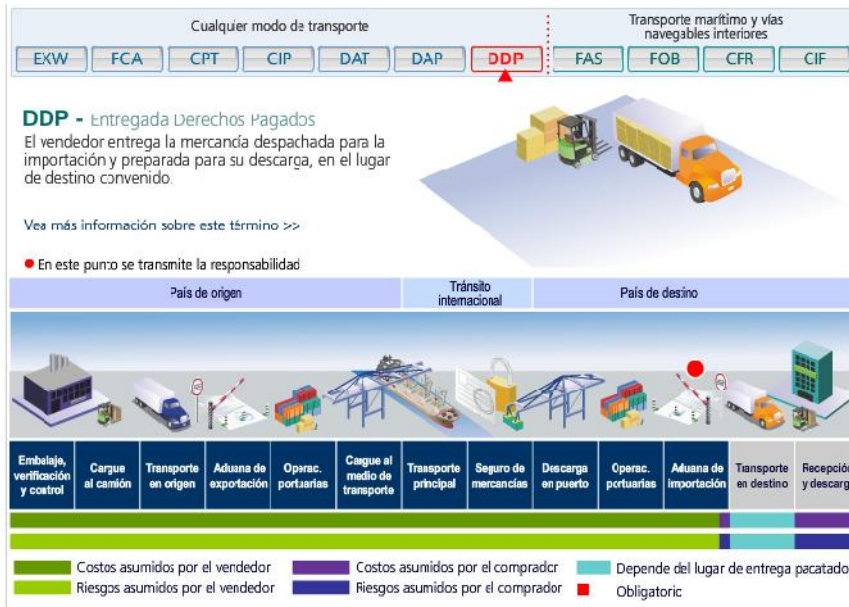 Cualquier modo de transporte
Transporte marítimo y vías
navegables interiores
EXW FCA CPT CIP DAT DAP DDP FAS FOB CFR CIF
DDP - Entregada Derechos Pagados
El vendedor entrega la mercancía despachada para la
importación y preparada para su descarga, en el lugar
de destino convenido.
Vea más información sobre este término >>
En este punto se transmite la responsabilidad
País de origen
Tránsito
internacional
País de destino
Embalaje,
verificación
y control
Cargue
al camión
Transporte
en origen
Aduana de
exportación
Operac.
portuarias
Cargue al
medio de
transporte
Transporte
principal
Seguro de
mercancías
Descarga
en puerto
Operac.
portuarias
Aduana de
importación
Transporte
en destino
Recepción
y descarg
Costos asumidos por el vendedor
Costos asumidos por el comprador
Depende del lugar de entrega pacatado
Riesgos asumidos por el vendedor
Riesgos asumidos por el comprador
Obligatorio